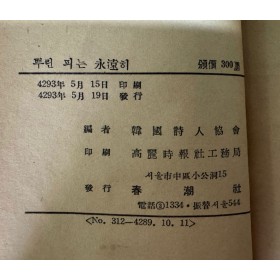 뿌린 피는 永遠히 頒價 300圜
4293年 5月 15日 印刷
4293年 5月 19日 發行
編者 韓國詩人協會
印刷 高麗時報社工務局
서울市中區小公洞15
發行 春潮社
電話②1334·振替서울544
<No. 312—4289. 10. 11>